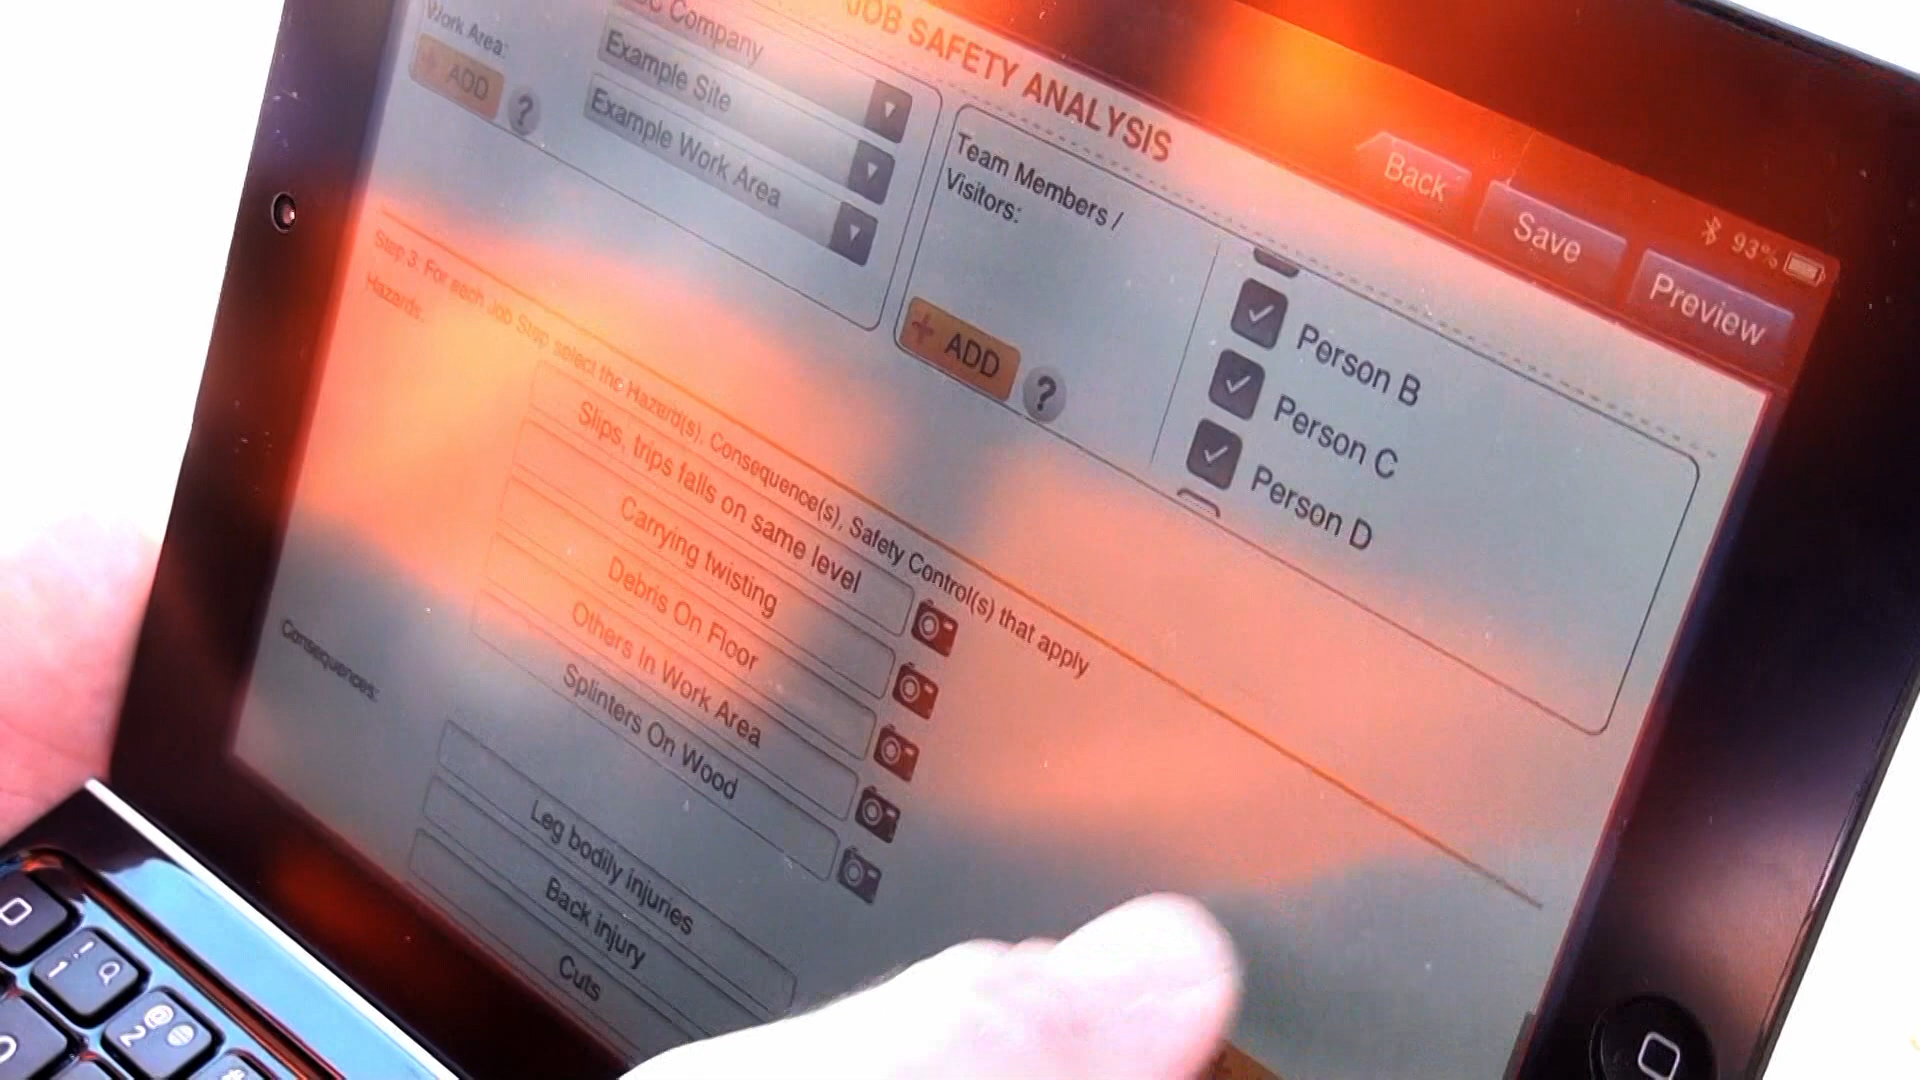 JOB SAFETY ANALYSIS
Back
Save
Preview
93%
Company
Work Area:
Example Site
ADD
?
Example Work Area
Team Members /
Visitors:
ADD
?
Person B
Person C
Person D
Step 3: For each Job Step select the Hazard(s), Consequence(s), Safety Control(s) that apply
Hazards:
Slips, trips falls on same level
Carrying twisting
Debris On Floor
Others In Work Area
Splinters On Wood
Consequences:
Leg bodily injuries
Back injury
Cuts
!
1
@
2